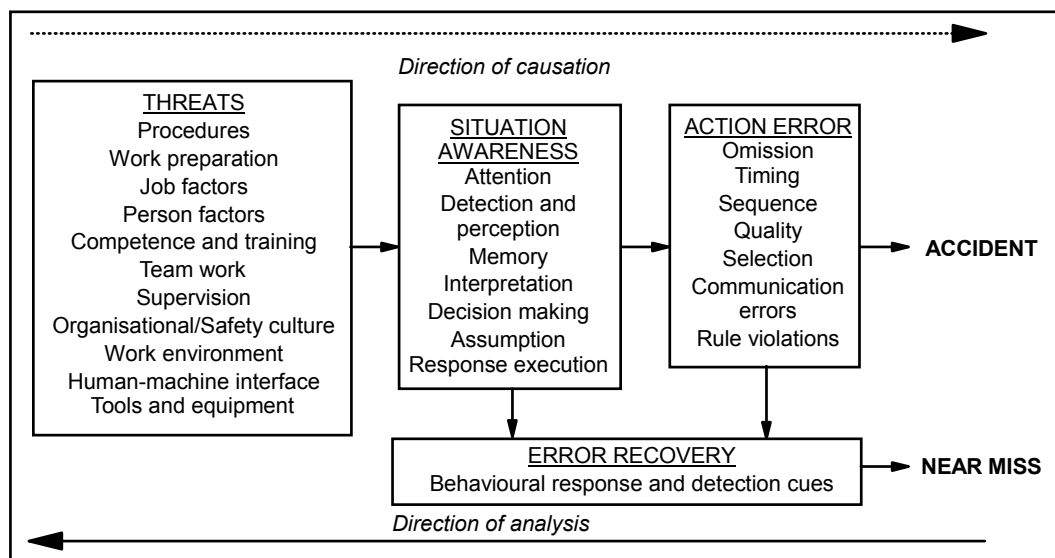 Direction of causation
THREATS
Procedures
Work preparation
Job factors
Person factors
Competence and training
Team work
Supervision
Organisational/Safety culture
Work environment
Human-machine interface
Tools and equipment
SITUATION
AWARENESS
Attention
Detection and
perception
Memory
Interpretation
Decision making
Assumption
Response execution
ACTION ERROR
Omission
Timing
Sequence
Quality
Selection
Communication
errors
Rule violations
ACCIDENT
ERROR RECOVERY
Behavioural response and detection cues
NEAR MISS
Direction of analysis